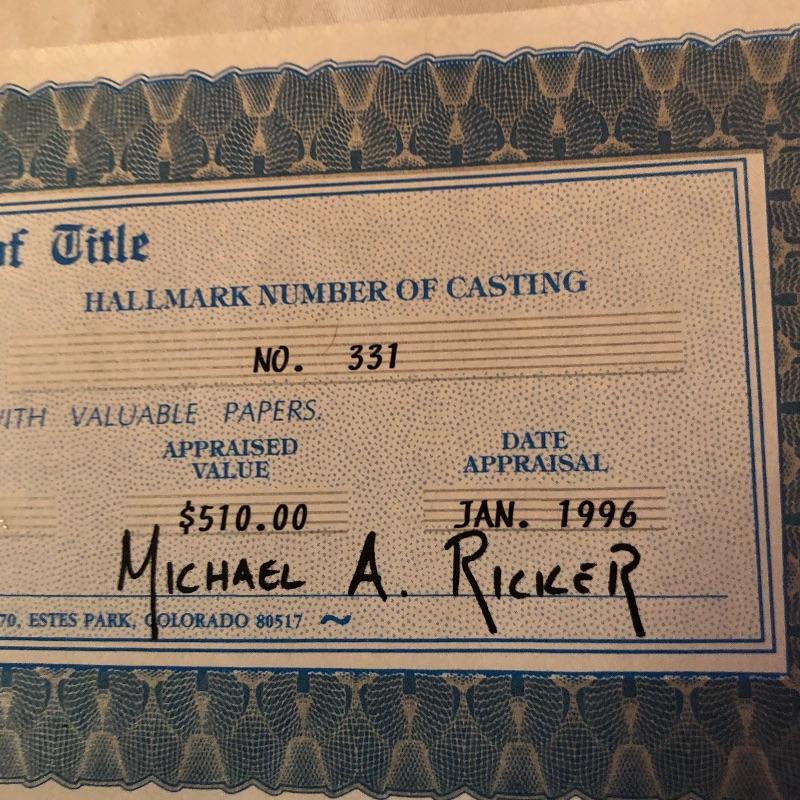 of Title
HALLMARK NUMBER OF CASTING
NO. 331
WITH VALUABLE PAPERS.
APPRAISED VALUE
DATE APPRAISAL
$510.00
JAN. 1996
MICHAEL A. RICKER
70, ESTES PARK, COLORADO 80517 ~